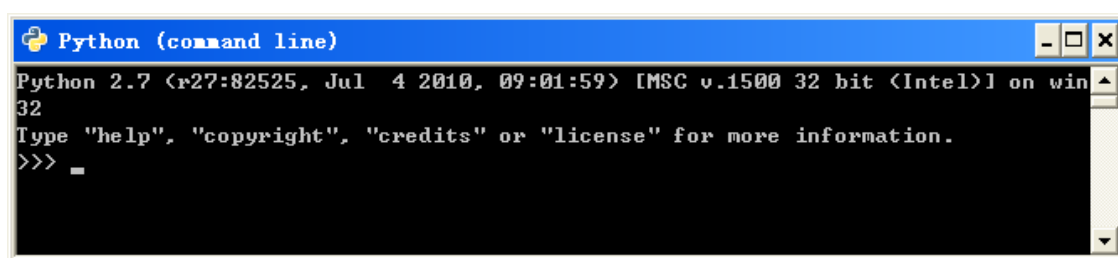 Python (command line)
Python 2.7 (r27:82525, Jul  4 2010, 09:01:59) [MSC v.1500 32 bit (Intel)] on win
32
Type "help", "copyright", "credits" or "license" for more information.
>>> _